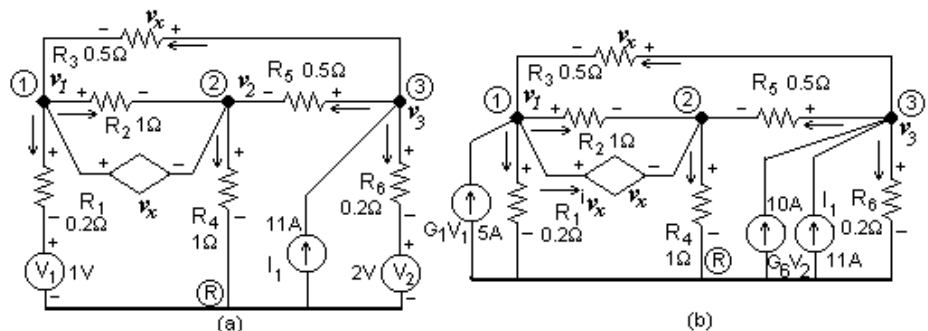 vx
− +
R3 0.5Ω
① v1 ② v2 R5 0.5Ω ③
+ − − +
R2 1Ω
v3
+ −
vx
+ + +
R1
0.2Ω
R4
1Ω
R6
0.2Ω
− − −
11A
I1
+ +
V1 1V
2V V2
− −
R
(a)
vx
− +
R3 0.5Ω
① v1 ② R5 0.5Ω ③
+ − − +
R2 1Ω
v3
+ −
ivx vx
+ + +
G1V1 5A
R1
0.2Ω
R4
1Ω
10A I1 R6
0.2Ω
− − −
R
G6V2 11A
(b)